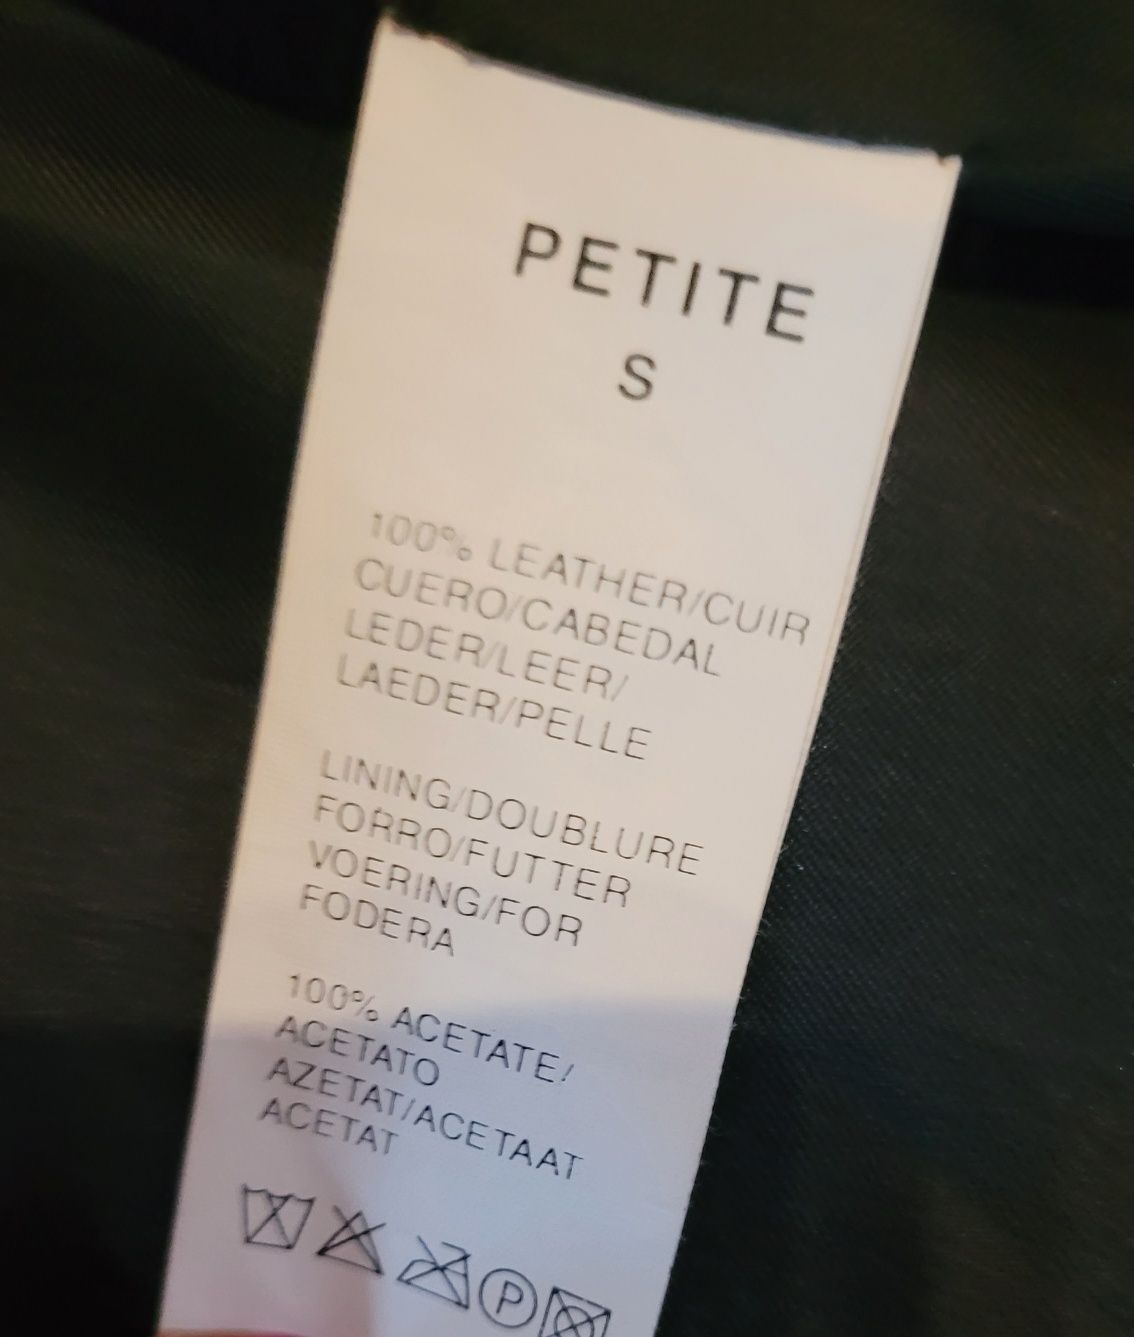 PETITE
S
100% LEATHER/CUIR
CUERO/CABEDAL
LEDER/LEER/
LAEDER/PELLE
LINING/DOUBLURE
FORRO/FUTTER
VOERING/FOR
FODERA
100% ACETATE/
ACETATO
AZETAT/ACETAAT
ACETAT
P